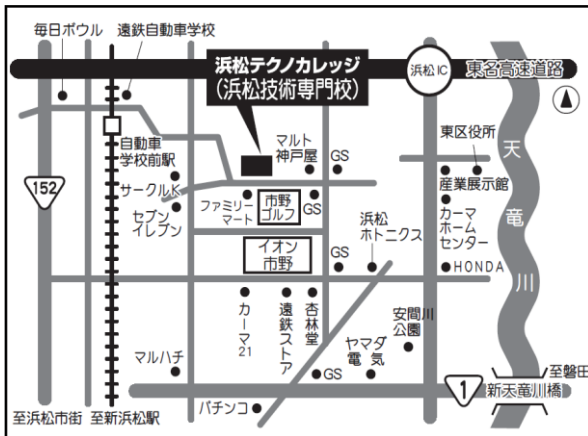 毎日ボウル
遠鉄自動車学校
浜松テクノカレッジ
(浜松技術専門校)
浜松IC
東名高速道路
自動車
学校前駅
マルト
神戸屋
GS
東区役所
天竜川
152
サークルK
セブン
イレブン
ファミリー
マート
市野
ゴルフ
GS
産業展示館
カーマ
ホーム
センター
イオン
市野
浜松
ホトニクス
GS
HONDA
カーマ21
遠鉄ストア
杏林堂
安間川
公園
マルハチ
ヤマダ
電気
GS
パチンコ
1
新天竜川橋
至磐田
至浜松市街
至新浜松駅